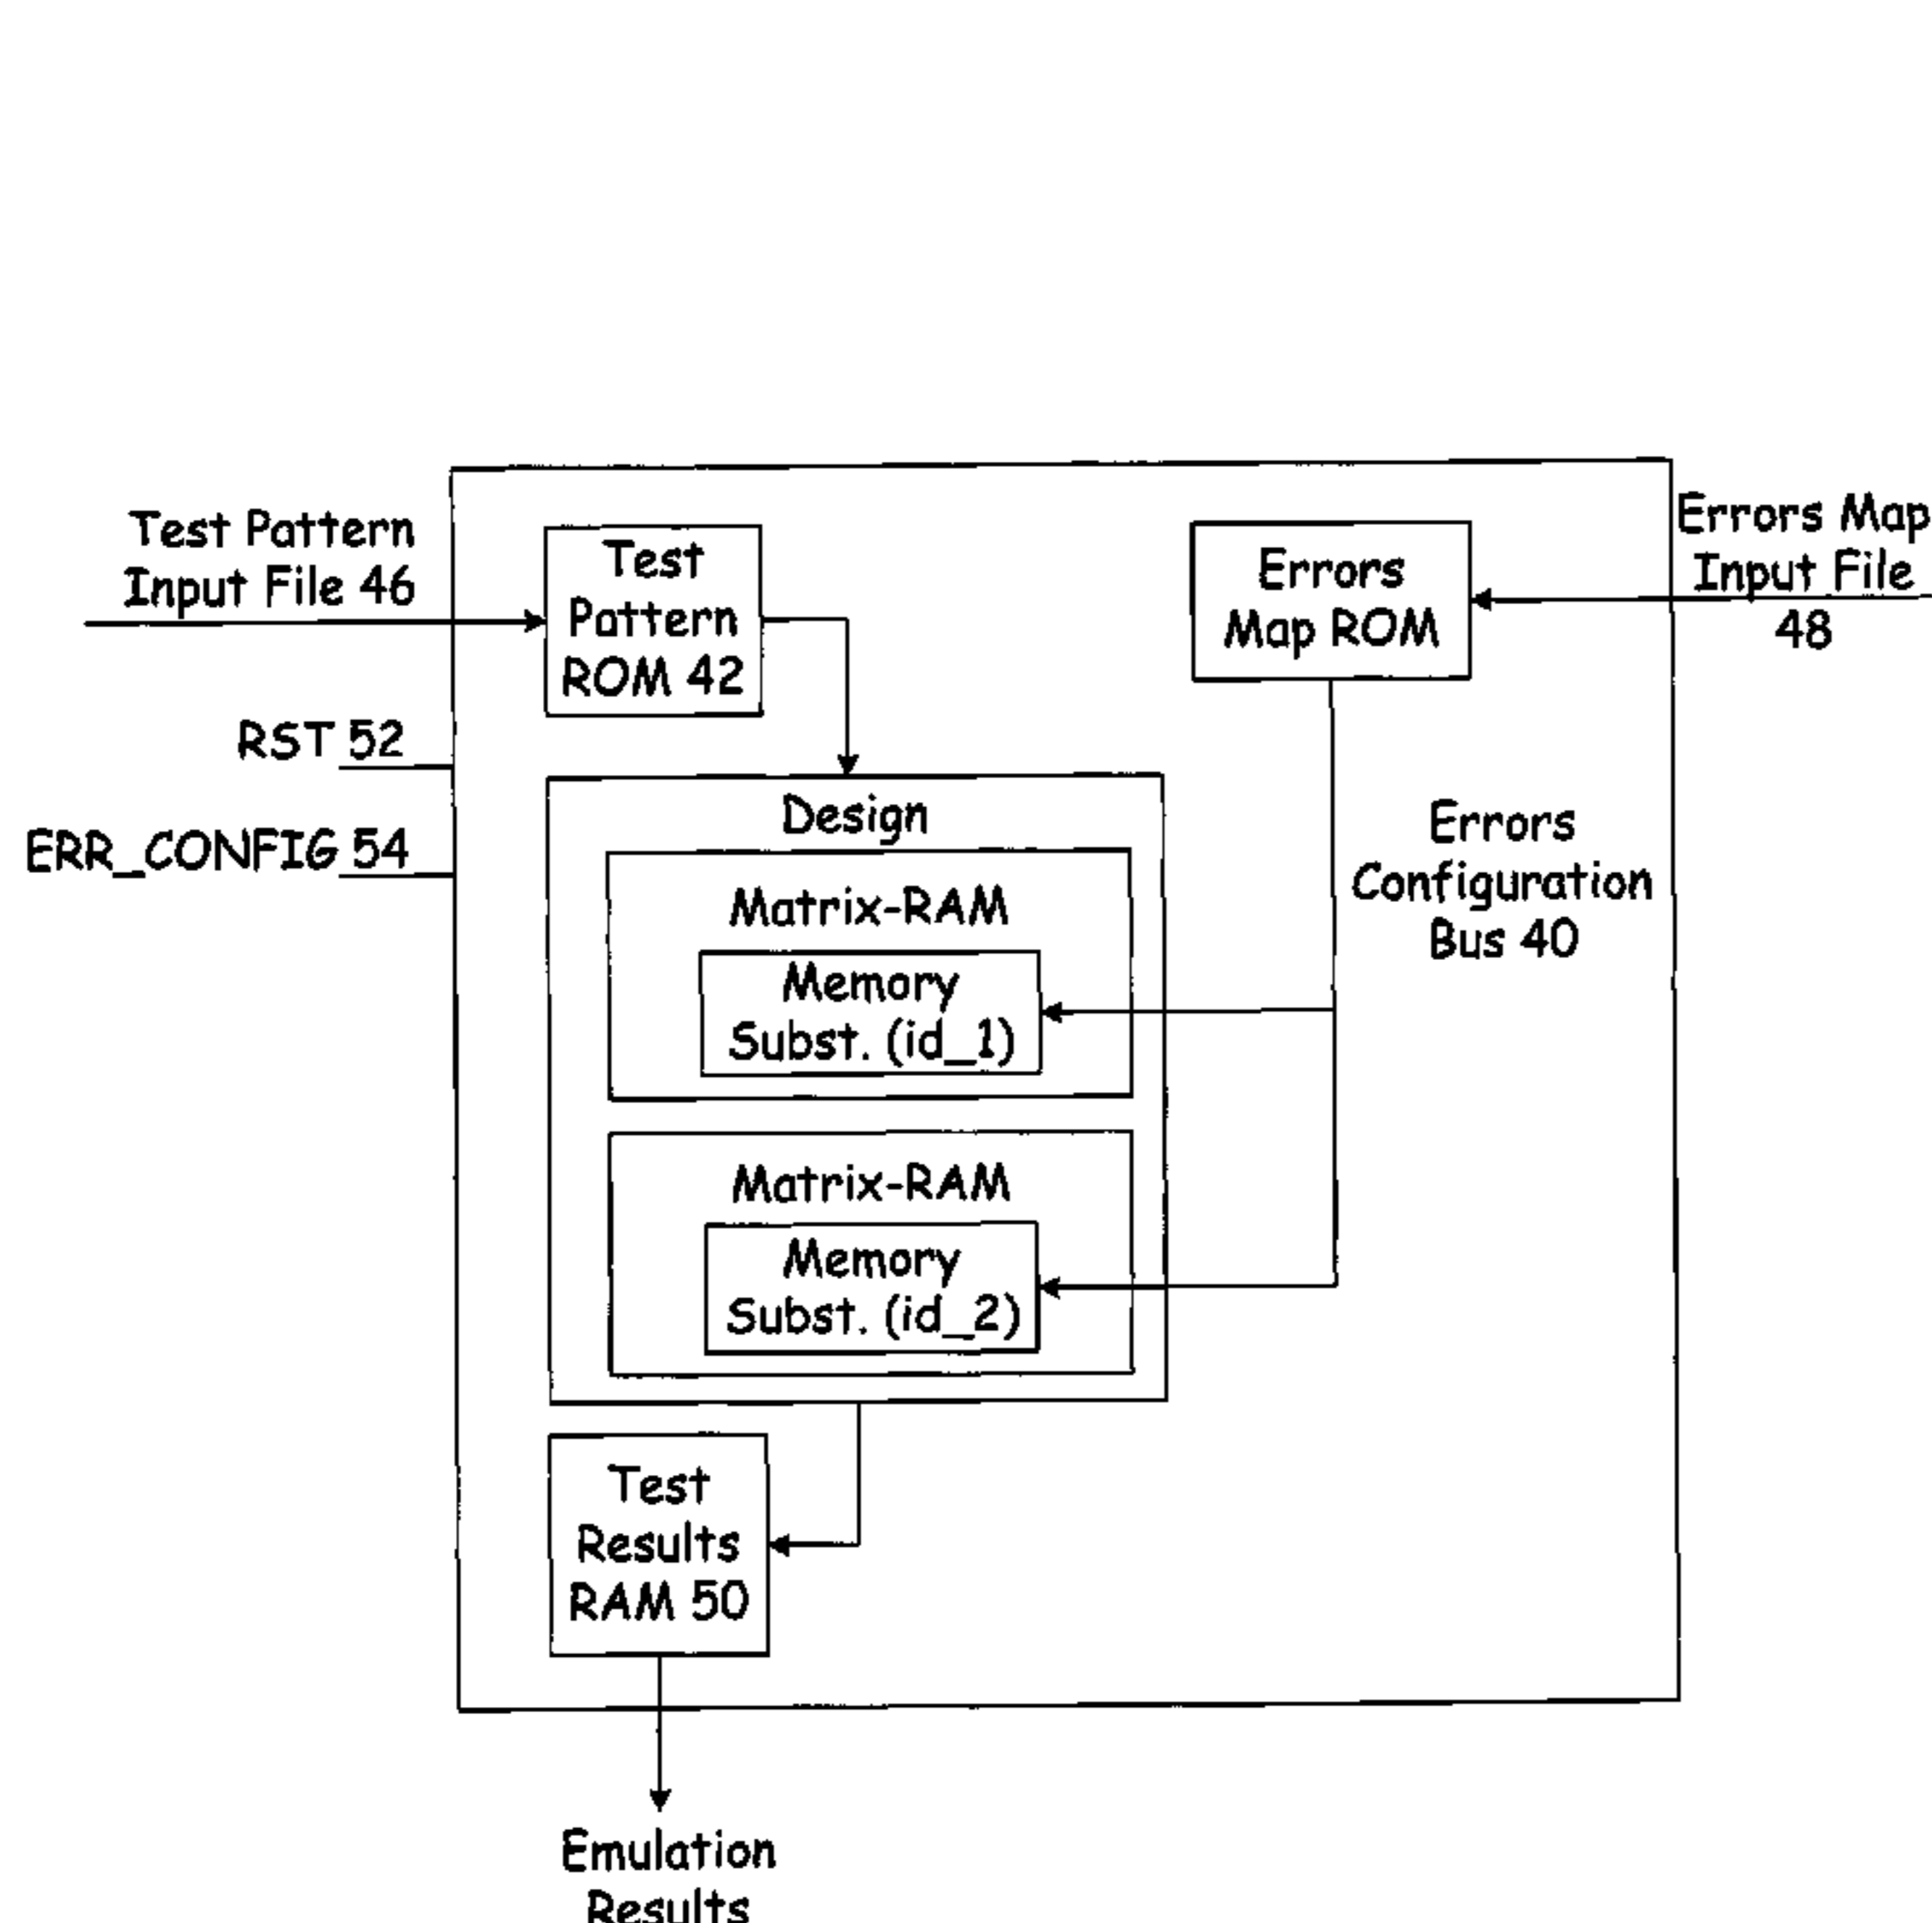 Test Pattern
Input File 46
Test
Pattern
ROM 42
Errors
Map ROM
Errors Map
Input File
48
RST 52
ERR_CONFIG 54
Design
Matrix-RAM
Memory
Subst. (id_1)
Errors
Configuration
Bus 40
Matrix-RAM
Memory
Subst. (id_2)
Test
Results
RAM 50
Emulation
Results